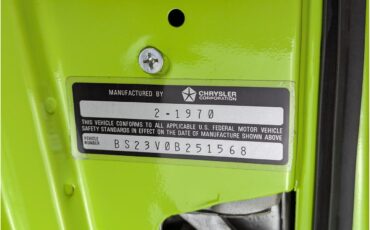 MANUFACTURED BY CHRYSLER CORPORATION
2-1970
THIS VEHICLE CONFORMS TO ALL APPLICABLE U.S. FEDERAL MOTOR VEHICLE
SAFETY STANDARDS IN EFFECT ON THE DATE OF MANUFACTURE SHOWN ABOVE
VEHICLE NUMBER BS23V0B251568